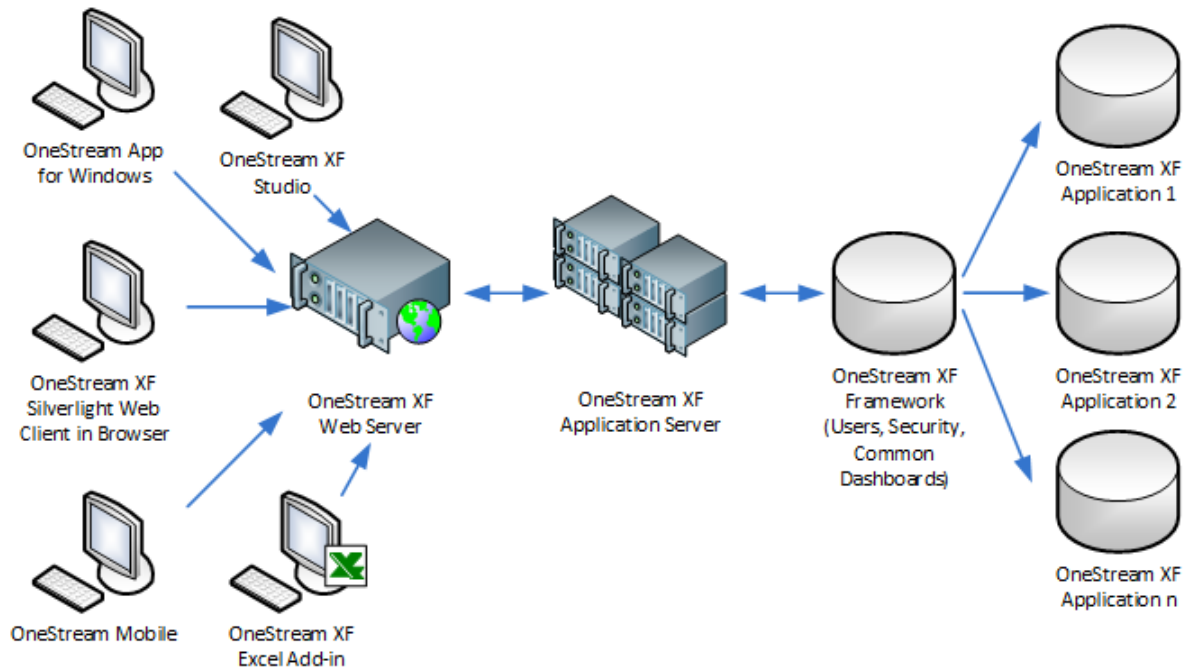 OneStream App
for Windows
OneStream XF
Studio
OneStream XF
Silverlight Web
Client in Browser
OneStream Mobile
OneStream XF
Excel Add-in
OneStream XF
Web Server
OneStream XF
Application Server
OneStream XF
Framework
(Users, Security,
Common
Dashboards)
OneStream XF
Application 1
OneStream XF
Application 2
OneStream XF
Application n